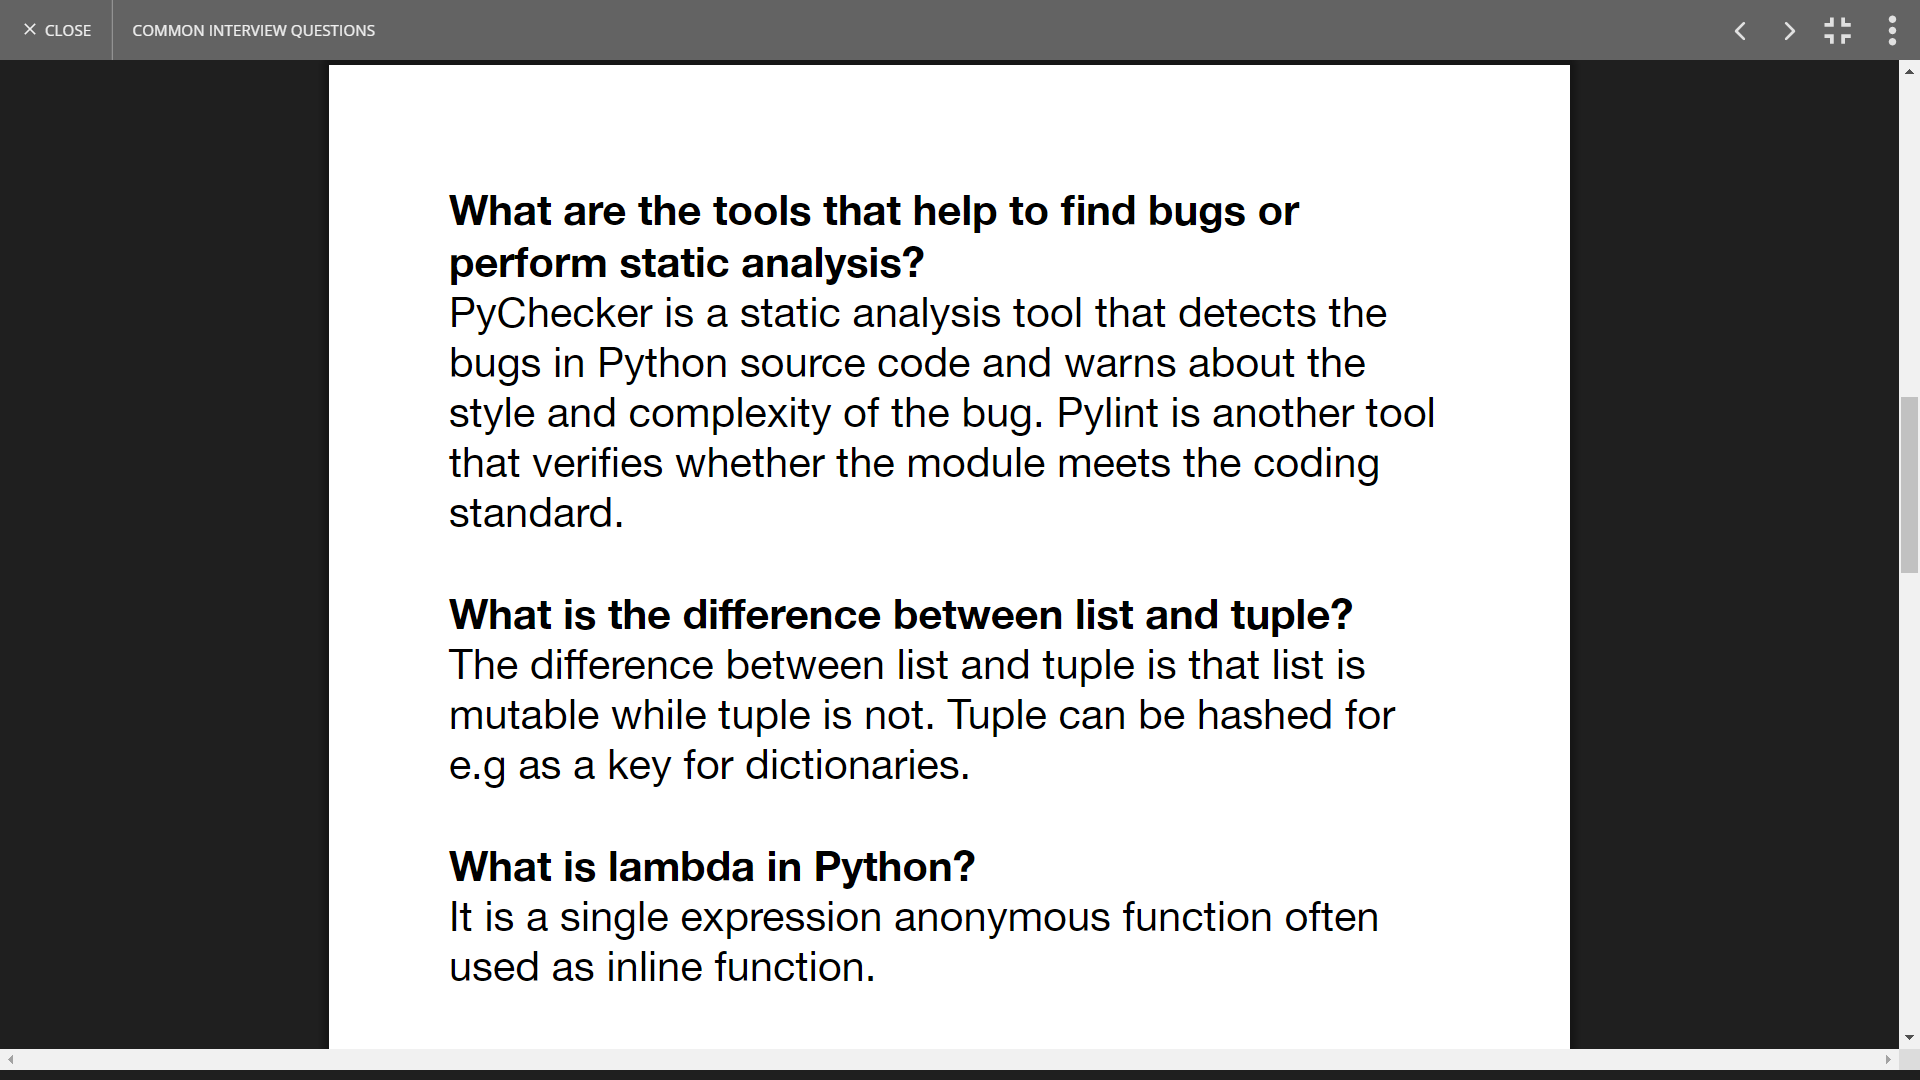 CLOSE
COMMON INTERVIEW QUESTIONS
What are the tools that help to find bugs or
perform static analysis?
PyChecker is a static analysis tool that detects the
bugs in Python source code and warns about the
style and complexity of the bug. Pylint is another tool
that verifies whether the module meets the coding
standard.
What is the difference between list and tuple?
The difference between list and tuple is that list is
mutable while tuple is not. Tuple can be hashed for
e.g as a key for dictionaries.
What is lambda in Python?
It is a single expression anonymous function often
used as inline function.